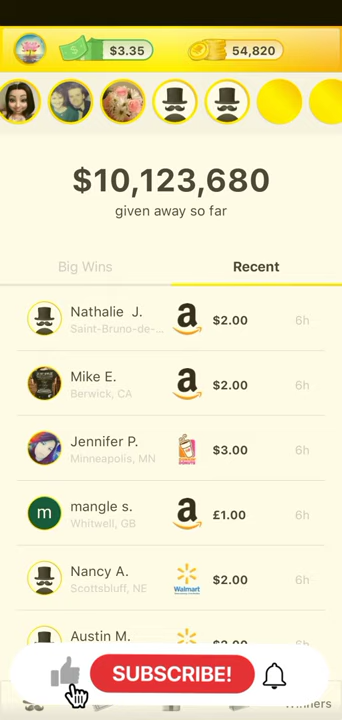 $3.35
54,820
$10,123,680
given away so far
Big Wins
Recent
Nathalie J.
Saint-Bruno-de-...
$2.00
6h
Mike E.
Berwick, CA
$2.00
6h
Jennifer P.
Minneapolis, MN
$3.00
6h
m
mangle s.
Whitwell, GB
£1.00
6h
Nancy A.
Scottsbluff, NE
Walmart
$2.00
6h
Austin M.
SUBSCRIBE!